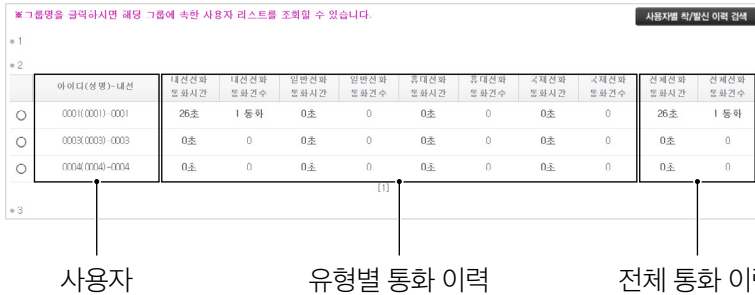 ※그룹명을 클릭하시면 해당 그룹에 속한 사용자 리스트를 조회할 수 있습니다.
사용자별 착/발신 이력 검색
1
2
아이디(성명)-내선 내선전화 통화시간 내선전화 통화건수 일반전화 통화시간 일반전화 통화건수 휴대전화 통화시간 휴대전화 통화건수 국제전화 통화시간 국제전화 통화건수 전체전화 통화시간 전체전화 통화건수
0001(0001)-0001 26초 1 통화 0초 0 0초 0 0초 0 26초 1 통화
0003(0003)-0003 0초 0 0초 0 0초 0 0초 0 0초 0
0004(0004)-0004 0초 0 0초 0 0초 0 0초 0 0초 0
[1]
3
사용자 유형별 통화 이력 전체 통화 이력